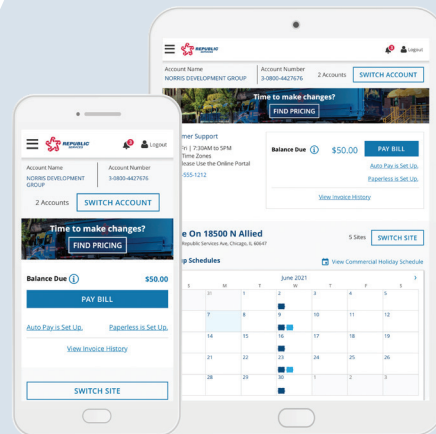 REPUBLIC
SERVICES
Logout
Account Name
NORRIS DEVELOPMENT GROUP
Account Number
3-0800-4427676
2 Accounts
SWITCH ACCOUNT
Time to make changes?
FIND PRICING
mer Support
Fri | 7:30AM to 5PM
Time Zones
lease Use the Online Portal
-555-1212
Balance Due
$50.00
PAY BILL
Auto Pay is Set Up.
Paperless is Set Up.
View Invoice History
e On 18500 N Allied
Republic Services Ave, Chicago, IL 60647
5 Sites
SWITCH SITE
p Schedules
View Commercial Holiday Schedule
June 2021
M T W T F S
31 1 2 3 4 5
7 8 9 10 11 12
14 15 16 17 18 19
21 22 23 24 25 26
28 29 30 1 2 3
REPUBLIC
SERVICES
Logout
Account Name
NORRIS DEVELOPMENT
GROUP
Account Number
3-0800-4427676
2 Accounts
SWITCH ACCOUNT
Time to make changes?
FIND PRICING
Balance Due
$50.00
PAY BILL
Auto Pay is Set Up.
Paperless is Set Up.
View Invoice History
SWITCH SITE